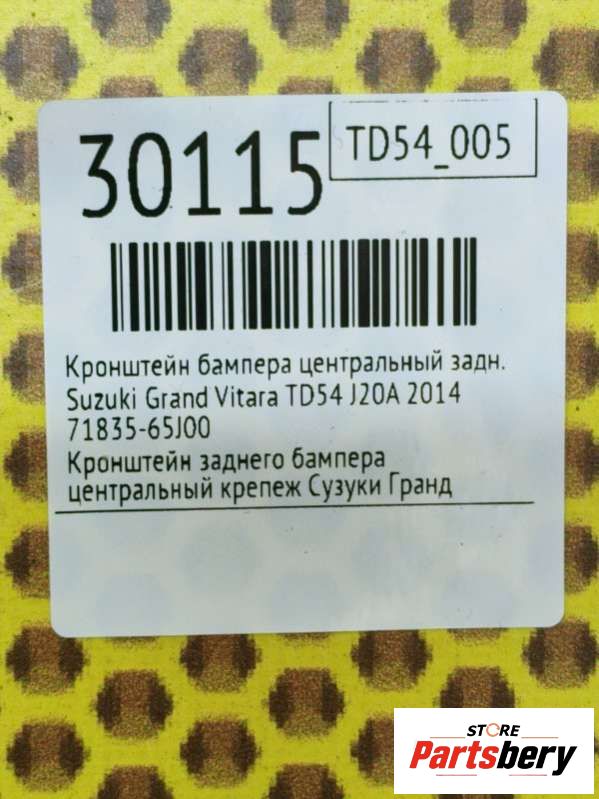 30115
TD54_005
Кронштейн бампера центральный задн.
Suzuki Grand Vitara TD54 J20A 2014
71835-65J00
Кронштейн заднего бампера
центральный крепеж Сузуки Гранд
STORE
Partsbery